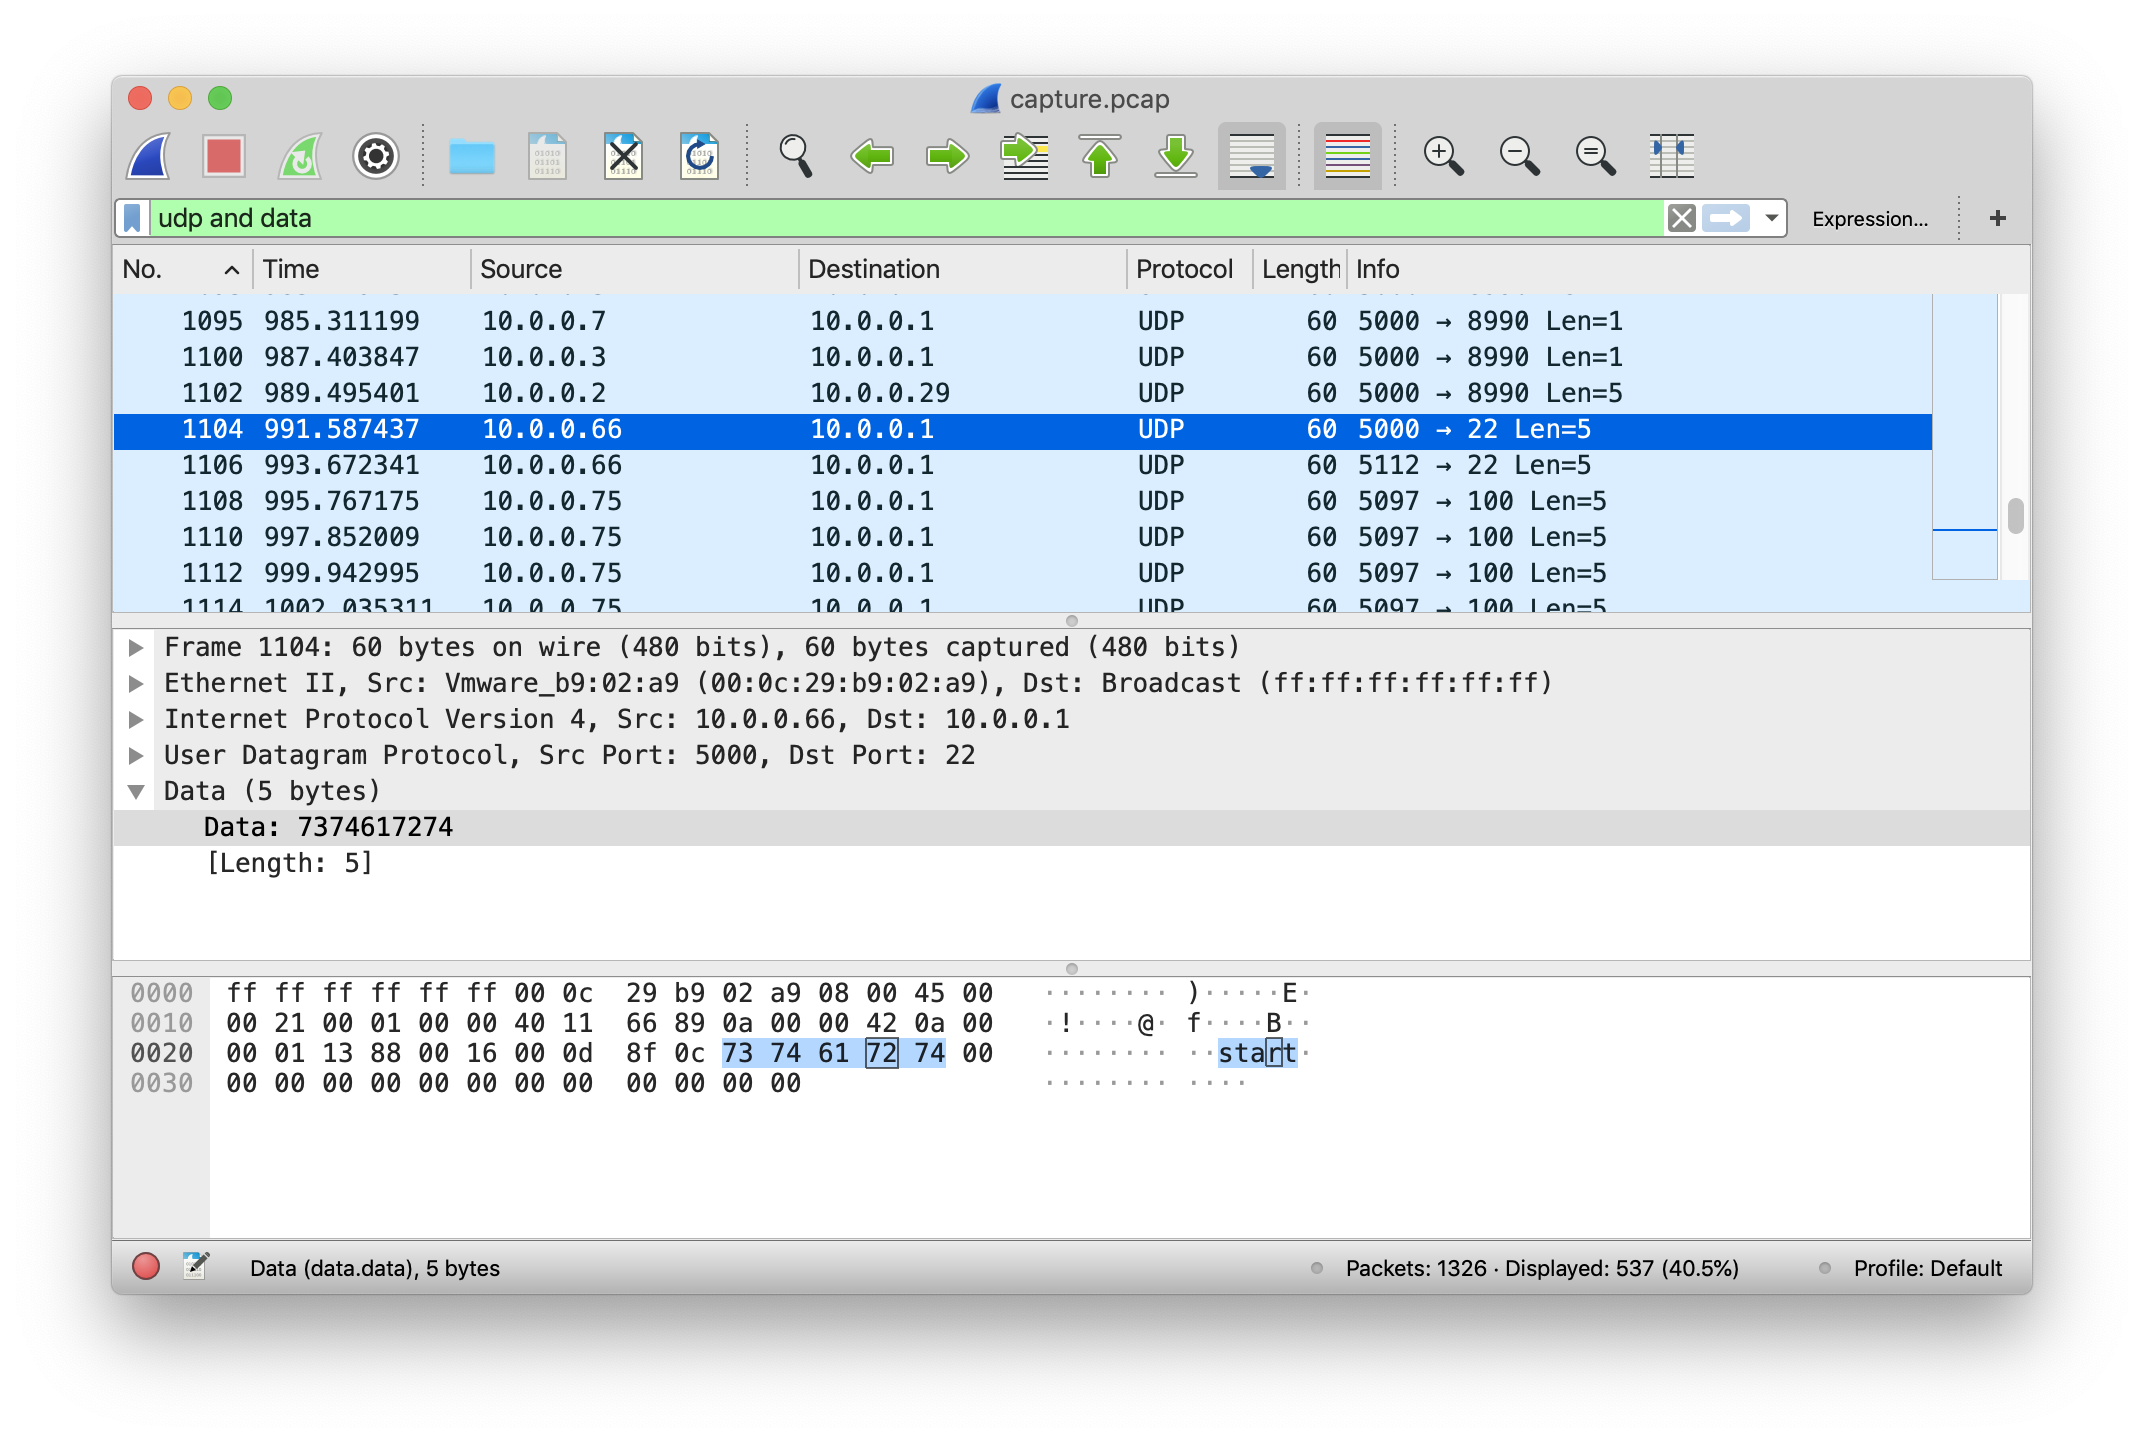 capture.pcap
udp and data
Expression...
+
No. Time Source Destination Protocol Length Info
1095 985.311199 10.0.0.7 10.0.0.1 UDP 60 5000 → 8990 Len=1
1100 987.403847 10.0.0.3 10.0.0.1 UDP 60 5000 → 8990 Len=1
1102 989.495401 10.0.0.2 10.0.0.29 UDP 60 5000 → 8990 Len=5
1104 991.587437 10.0.0.66 10.0.0.1 UDP 60 5000 → 22 Len=5
1106 993.672341 10.0.0.66 10.0.0.1 UDP 60 5112 → 22 Len=5
1108 995.767175 10.0.0.75 10.0.0.1 UDP 60 5097 → 100 Len=5
1110 997.852009 10.0.0.75 10.0.0.1 UDP 60 5097 → 100 Len=5
1112 999.942995 10.0.0.75 10.0.0.1 UDP 60 5097 → 100 Len=5
1114 1002.035311 10.0.0.75 10.0.0.1 UDP 60 5097 → 100 Len=5
Frame 1104: 60 bytes on wire (480 bits), 60 bytes captured (480 bits)
Ethernet II, Src: Vmware_b9:02:a9 (00:0c:29:b9:02:a9), Dst: Broadcast (ff:ff:ff:ff:ff:ff)
Internet Protocol Version 4, Src: 10.0.0.66, Dst: 10.0.0.1
User Datagram Protocol, Src Port: 5000, Dst Port: 22
Data (5 bytes)
Data: 7374617274
[Length: 5]
0000 ff ff ff ff ff ff 00 0c 29 b9 02 a9 08 00 45 00 ········ )·····E·
0010 00 21 00 01 00 00 40 11 66 89 0a 00 00 42 0a 00 ·!····@· f····B··
0020 00 01 13 88 00 16 00 0d 8f 0c 73 74 61 72 74 00 ········ ··start·
0030 00 00 00 00 00 00 00 00 00 00 00 00 ········ ····
Data (data.data), 5 bytes
Packets: 1326 · Displayed: 537 (40.5%)
Profile: Default